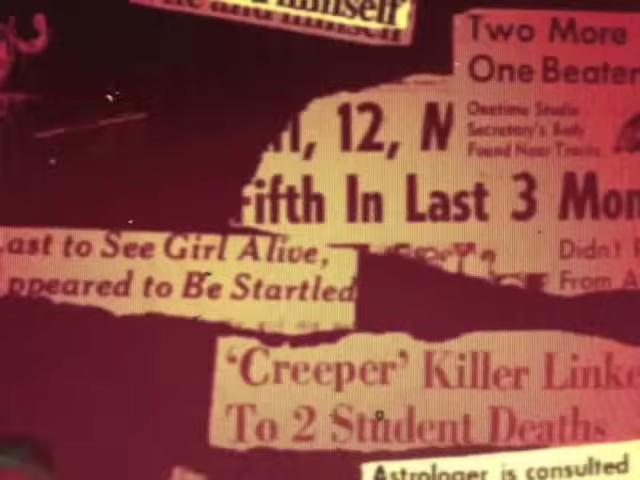 himself
and himself
Two More
One Beaten
Onetime Studio
Secretary's Body
Found Near Tracks
11, 12, N
Fifth In Last 3 Mon
ast to See Girl Alive,
ppeared to Be Startled
Didn't
From A
'Creeper' Killer Linke
To 2 Student Deaths
Astrologer is consulted